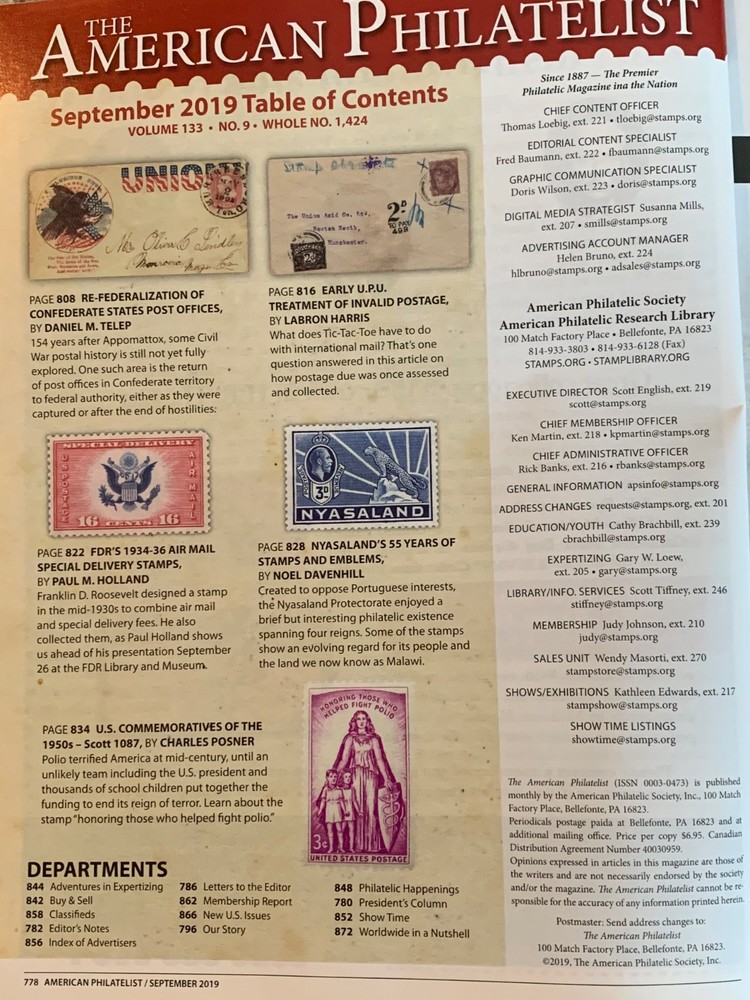 THE
AMERICAN PHILATELIST
September 2019 Table of Contents
VOLUME 133 • NO. 9 • WHOLE NO. 1,424
UNION
Mrs Oliva C Lindley
Monrovia
The Union Acid Co. Ltd,
Manchester.
2D
TO PAY
PAGE 808 RE-FEDERALIZATION OF
CONFEDERATE STATES POST OFFICES,
BY DANIEL M. TELEP
154 years after Appomattox, some Civil
War postal history is still not yet fully
explored. One such area is the return
of post offices in Confederate territory
to federal authority, either as they were
captured or after the end of hostilities.
PAGE 816 EARLY U.P.U.
TREATMENT OF INVALID POSTAGE,
BY LABRON HARRIS
What does Tic-Tac-Toe have to do
with international mail? That's one
question answered in this article on
how postage due was once assessed
and collected.
SPECIAL DELIVERY
U S POSTAGE
AIR MAIL
16 CENTS 16
3D
NYASALAND
PAGE 822 FDR'S 1934-36 AIR MAIL
SPECIAL DELIVERY STAMPS,
BY PAUL M. HOLLAND
Franklin D. Roosevelt designed a stamp
in the mid-1930s to combine air mail
and special delivery fees. He also
collected them, as Paul Holland shows
us ahead of his presentation September
26 at the FDR Library and Museum.
PAGE 828 NYASALAND'S 55 YEARS OF
STAMPS AND EMBLEMS,
BY NOEL DAVENHILL
Created to oppose Portuguese interests,
the Nyasaland Protectorate enjoyed a
brief but interesting philatelic existence
spanning four reigns. Some of the stamps
show an evolving regard for its people and
the land we now know as Malawi.
PAGE 834 U.S. COMMEMORATIVES OF THE
1950s – Scott 1087, BY CHARLES POSNER
Polio terrified America at mid-century, until an
unlikely team including the U.S. president and
thousands of school children put together the
funding to end its reign of terror. Learn about the
stamp "honoring those who helped fight polio."
HONORING THOSE WHO
HELPED FIGHT POLIO
3¢
UNITED STATES POSTAGE
DEPARTMENTS
844 Adventures in Expertizing
842 Buy & Sell
858 Classifieds
782 Editor's Notes
856 Index of Advertisers
786 Letters to the Editor
862 Membership Report
866 New U.S. Issues
796 Our Story
848 Philatelic Happenings
780 President's Column
852 Show Time
872 Worldwide in a Nutshell
778 AMERICAN PHILATELIST / SEPTEMBER 2019
Since 1887 — The Premier
Philatelic Magazine ina the Nation
CHIEF CONTENT OFFICER
Thomas Loebig, ext. 221 • tloebig@stamps.org
EDITORIAL CONTENT SPECIALIST
Fred Baumann, ext. 222 • fbaumann@stamps.org
GRAPHIC COMMUNICATION SPECIALIST
Doris Wilson, ext. 223 • doris@stamps.org
DIGITAL MEDIA STRATEGIST Susanna Mills,
ext. 207 • smills@stamps.org
ADVERTISING ACCOUNT MANAGER
Helen Bruno, ext. 224
hlbruno@stamps.org • adsales@stamps.org
American Philatelic Society
American Philatelic Research Library
100 Match Factory Place • Bellefonte, PA 16823
814-933-3803 • 814-933-6128 (Fax)
STAMPS.ORG • STAMPLIBRARY.ORG
EXECUTIVE DIRECTOR Scott English, ext. 219
scott@stamps.org
CHIEF MEMBERSHIP OFFICER
Ken Martin, ext. 218 • kpmartin@stamps.org
CHIEF ADMINISTRATIVE OFFICER
Rick Banks, ext. 216 • rbanks@stamps.org
GENERAL INFORMATION apsinfo@stamps.org
ADDRESS CHANGES requests@stamps.org, ext. 201
EDUCATION/YOUTH Cathy Brachbill, ext. 239
cbrachbill@stamps.org
EXPERTIZING Gary W. Loew,
ext. 205 • gary@stamps.org
LIBRARY/INFO. SERVICES Scott Tiffney, ext. 246
stiffney@stamps.org
MEMBERSHIP Judy Johnson, ext. 210
judy@stamps.org
SALES UNIT Wendy Masorti, ext. 270
stampstore@stamps.org
SHOWS/EXHIBITIONS Kathleen Edwards, ext. 217
stampshow@stamps.org
SHOW TIME LISTINGS
showtime@stamps.org
The American Philatelist (ISSN 0003-0473) is published
monthly by the American Philatelic Society, Inc., 100 Match
Factory Place, Bellefonte, PA 16823.
Periodicals postage paida at Bellefonte, PA 16823 and at
additional mailing office. Price per copy $6.95. Canadian
Distribution Agreement Number 40030959.
Opinions expressed in articles in this magazine are those of
the writers and are not necessarily endorsed by the society
and/or the magazine. The American Philatelist cannot be re-
sponsible for the accuracy of any information printed herein.
Postmaster: Send address changes to:
The American Philatelist
100 Match Factory Place, Bellefonte, PA 16823.
©2019, The American Philatelic Society, Inc.